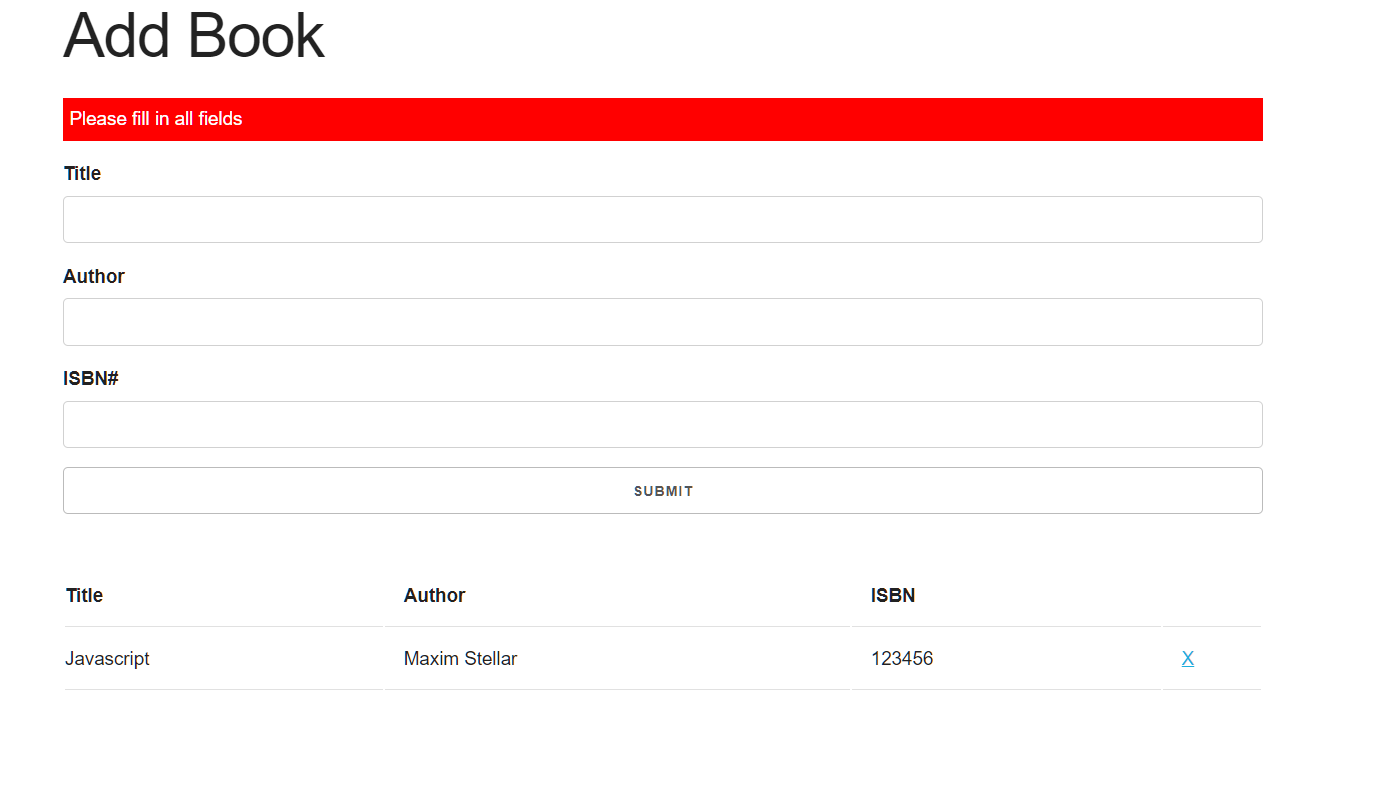 Add Book
Please fill in all fields
Title
Author
ISBN#
SUBMIT
Title Author ISBN
Javascript Maxim Stellar 123456 X